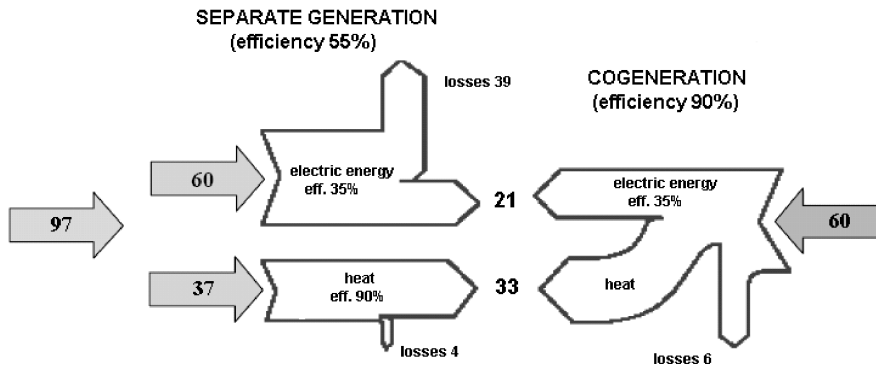 SEPARATE GENERATION
(efficiency 55%)
losses 39
COGENERATION
(efficiency 90%)
60
electric energy
eff. 35%
21
electric energy
eff. 35%
60
97
37
heat
eff. 90%
33
heat
losses 4
losses 6